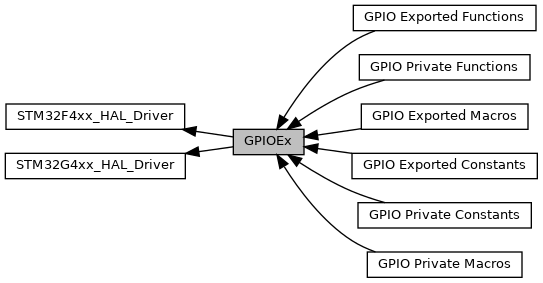 GPIO Exported Functions
GPIO Private Functions
STM32F4xx_HAL_Driver
GPIO Exported Macros
GPIOEx
STM32G4xx_HAL_Driver
GPIO Exported Constants
GPIO Private Constants
GPIO Private Macros